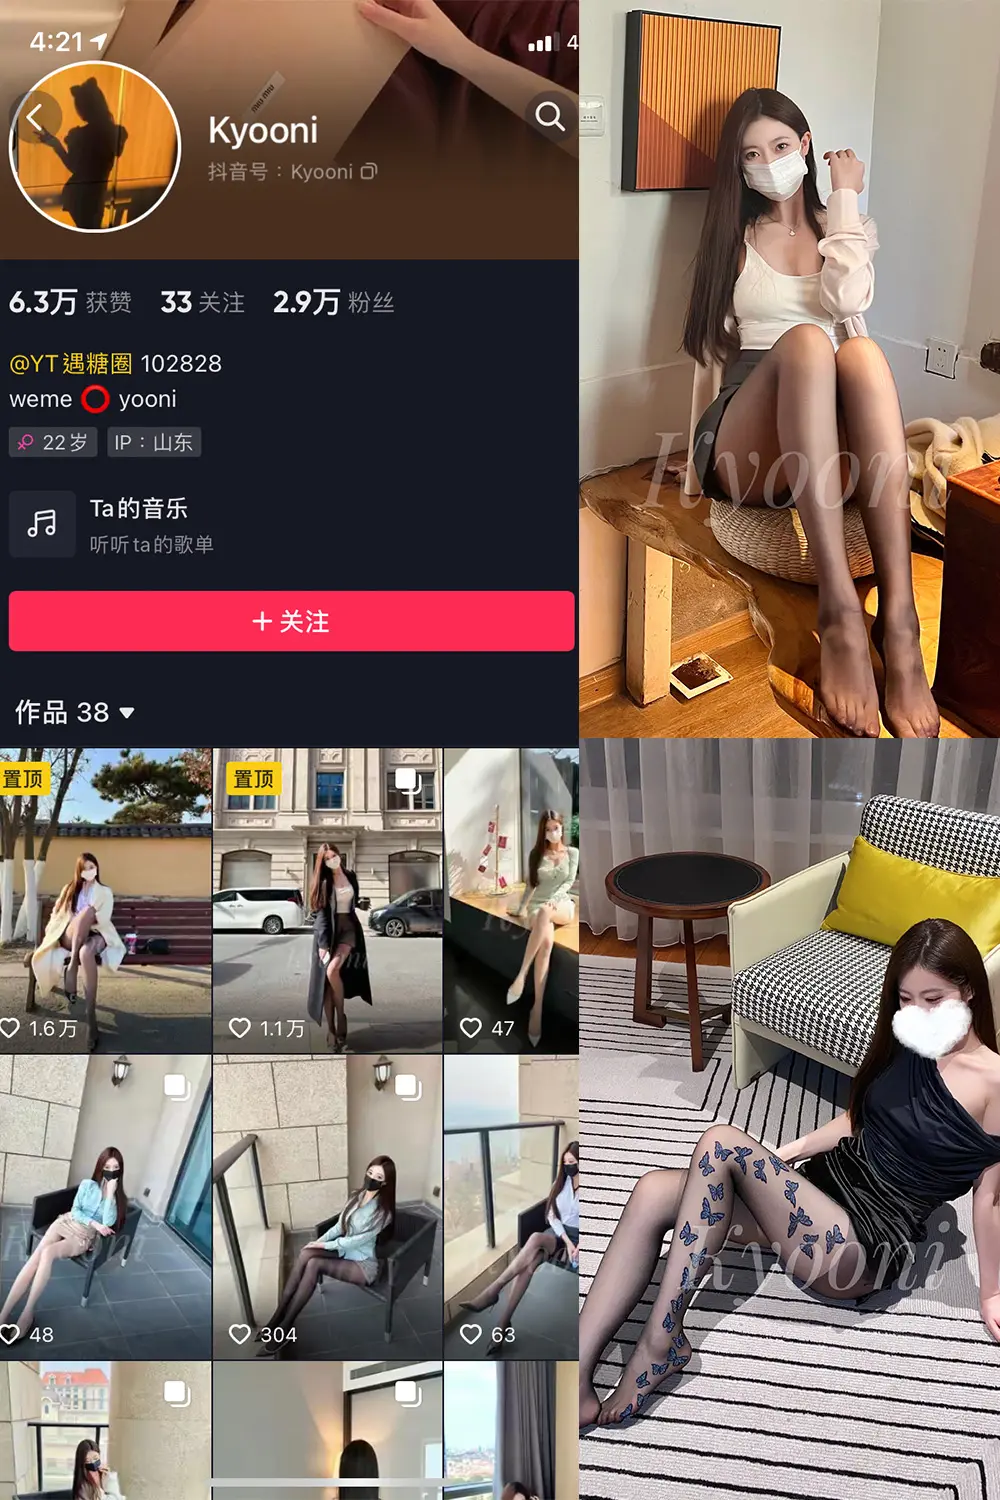 4:21
4
miu miu
Kyooni
抖音号：Kyooni
6.3万 获赞 33 关注 2.9万 粉丝
@YT遇糖圈 102828
weme ⭕ yooni
22岁 IP：山东
Ta的音乐
听听ta的歌单
+ 关注
作品 38
置顶
置顶
1.6万
1.1万
47
48
304
63
Kyooni
Kyooni